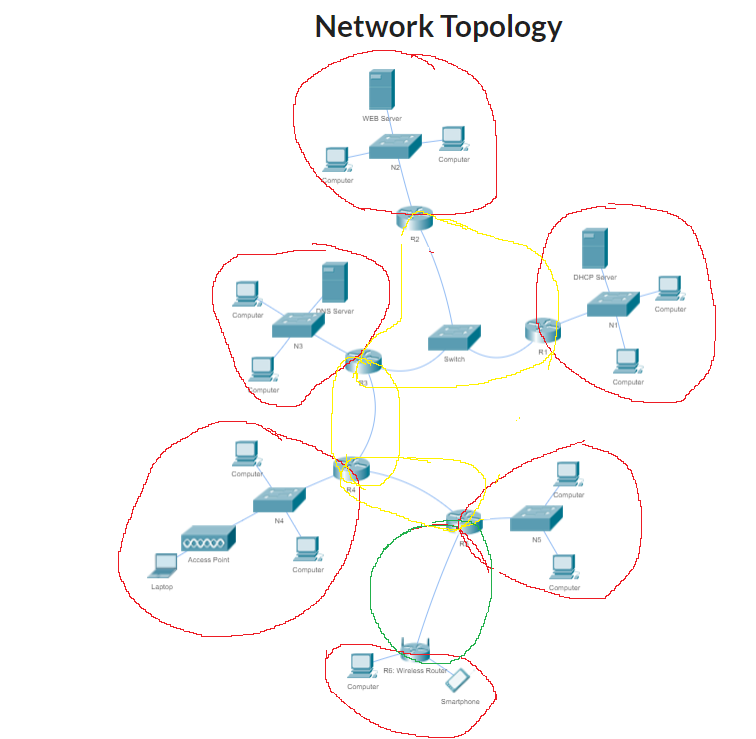 Network Topology
WEB Server
Computer
Computer
N2
R2
DHCP Server
Computer
N1
R1
Computer
Computer
DNS Server
N3
Computer
Switch
R3
Computer
N4
R4
Access Point
Computer
Laptop
Computer
N5
Computer
R6: Wireless Router
Computer
Smartphone